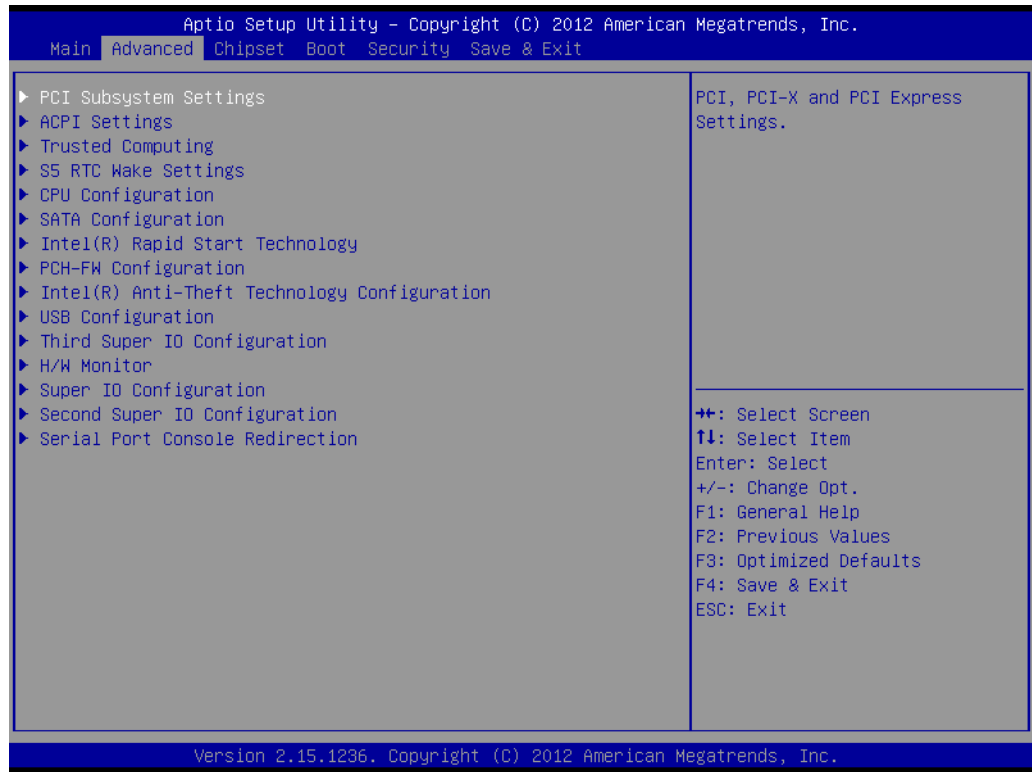 Aptio Setup Utility – Copyright (C) 2012 American Megatrends, Inc.
Main Advanced Chipset Boot Security Save & Exit
▶ PCI Subsystem Settings
▶ ACPI Settings
▶ Trusted Computing
▶ S5 RTC Wake Settings
▶ CPU Configuration
▶ SATA Configuration
▶ Intel(R) Rapid Start Technology
▶ PCH-FW Configuration
▶ Intel(R) Anti-Theft Technology Configuration
▶ USB Configuration
▶ Third Super IO Configuration
▶ H/W Monitor
▶ Super IO Configuration
▶ Second Super IO Configuration
▶ Serial Port Console Redirection
PCI, PCI-X and PCI Express
Settings.
→←: Select Screen
↑↓: Select Item
Enter: Select
+/-: Change Opt.
F1: General Help
F2: Previous Values
F3: Optimized Defaults
F4: Save & Exit
ESC: Exit
Version 2.15.1236. Copyright (C) 2012 American Megatrends, Inc.